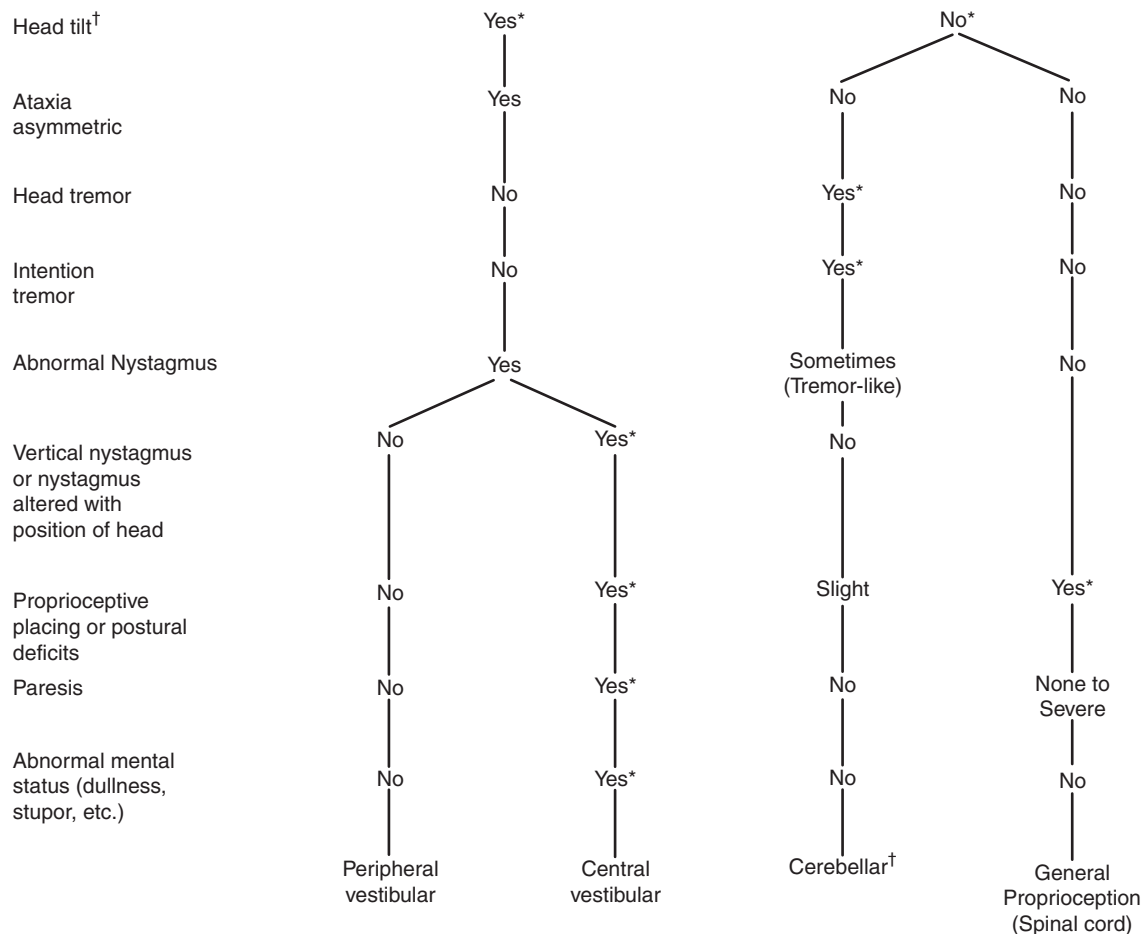 Head tilt† Yes* No*
Ataxia
asymmetric Yes No No
Head tremor No Yes* No
Intention
tremor No Yes* No
Abnormal Nystagmus Yes Sometimes
(Tremor-like) No
Vertical nystagmus
or nystagmus
altered with
position of head No Yes* No
Proprioceptive
placing or postural
deficits No Yes* Slight Yes*
Paresis No Yes* No None to
Severe
Abnormal mental
status (dullness,
stupor, etc.) No Yes* No No
Peripheral
vestibular
Central
vestibular
Cerebellar†
General
Proprioception
(Spinal cord)